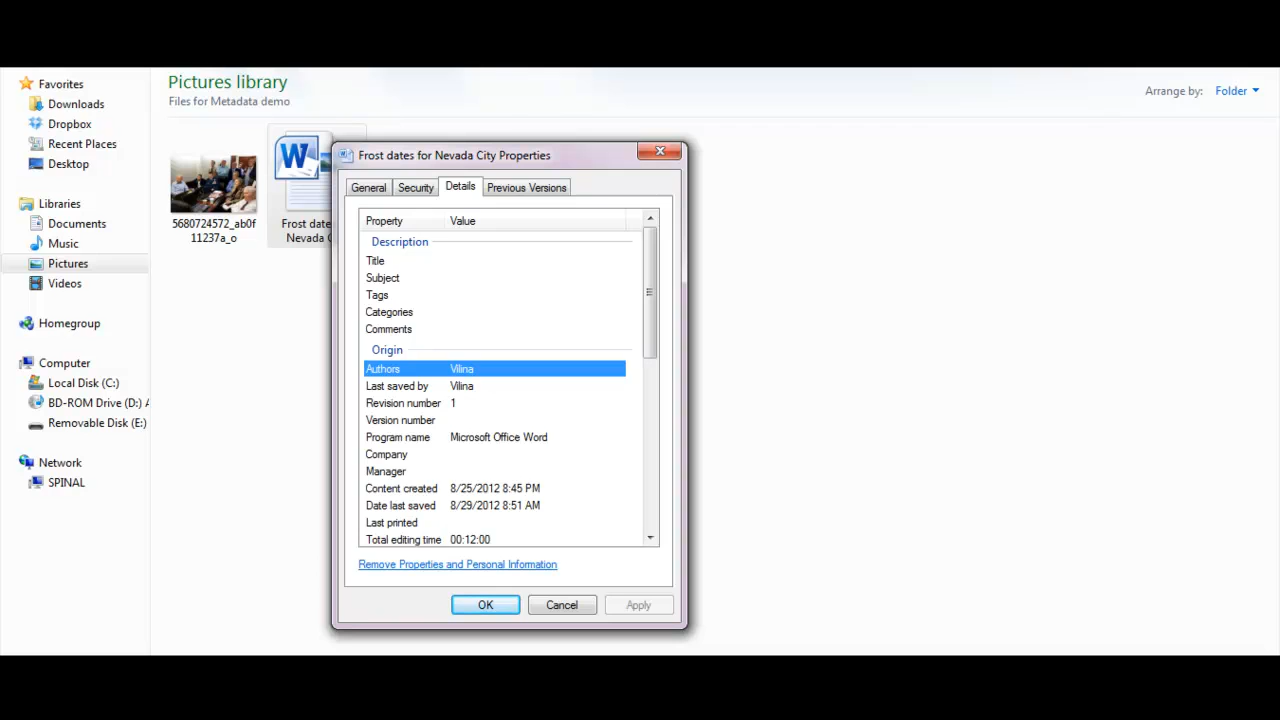 Favorites
Downloads
Dropbox
Recent Places
Desktop
Libraries
Documents
Music
Pictures
Videos
Homegroup
Computer
Local Disk (C:)
BD-ROM Drive (D:) A
Removable Disk (E:)
Network
SPINAL
Pictures library
Files for Metadata demo
Arrange by: Folder
5680724572_ab0f
11237a_o
W
Frost date
Nevada C
Frost dates for Nevada City Properties
General Security Details Previous Versions
Property Value
Description
Title
Subject
Tags
Categories
Comments
Origin
Authors Vilina
Last saved by Vilina
Revision number 1
Version number
Program name Microsoft Office Word
Company
Manager
Content created 8/25/2012 8:45 PM
Date last saved 8/29/2012 8:51 AM
Last printed
Total editing time 00:12:00
Remove Properties and Personal Information
OK Cancel Apply